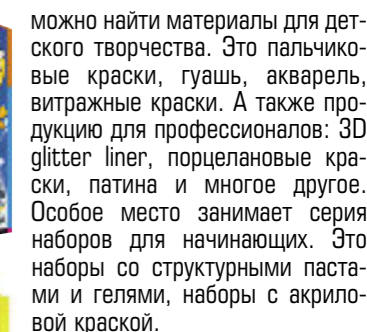 можно найти материалы для дет-
ского творчества. Это пальчико-
вые краски, гуашь, акварель,
витражные краски. А также про-
дукцию для профессионалов: 3D
glitter liner, порцелановые кра-
ски, патина и многое другое.
Особое место занимает серия
наборов для начинающих. Это
наборы со структурными паста-
ми и гелями, наборы с акрило-
вой краской.